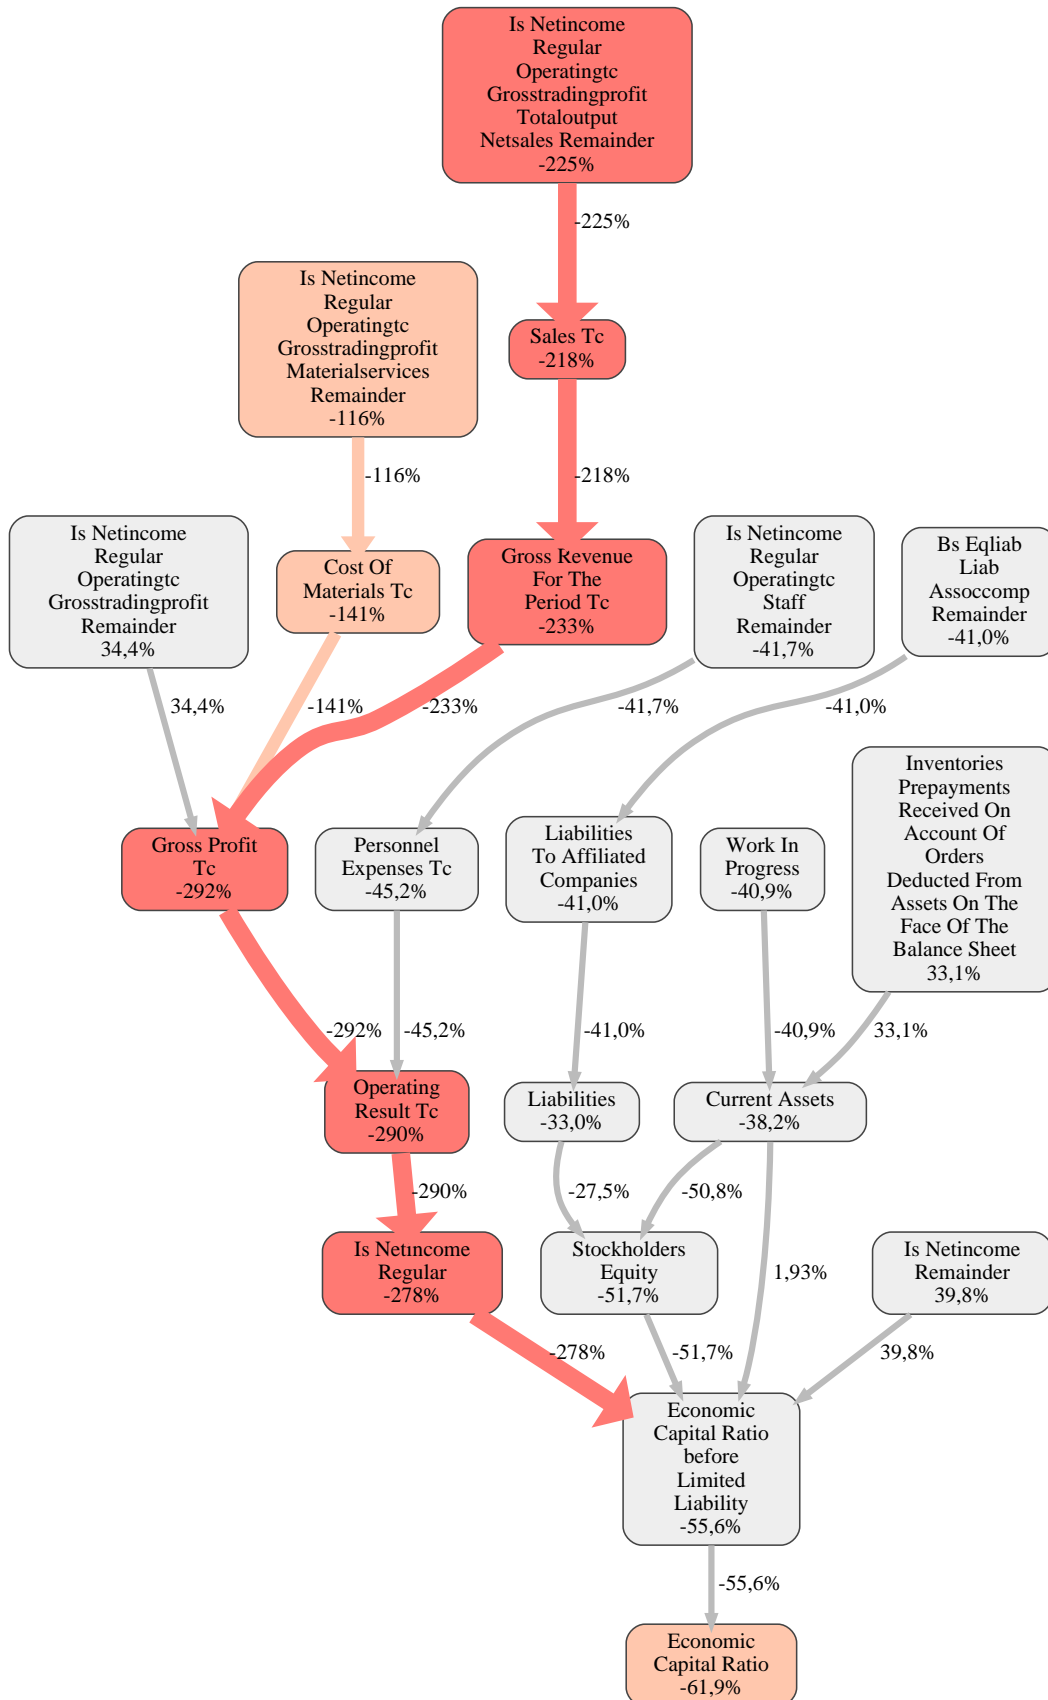 Is Netincome
Regular
Operatingtc
Grosstradingprofit
Totaloutput
Netsales Remainder
-225%
-225%
Is Netincome
Regular
Operatingtc
Grosstradingprofit
Materialservices
Remainder
-116%
Sales Tc
-218%
-116%
-218%
Is Netincome
Regular
Operatingtc
Grosstradingprofit
Remainder
34,4%
Cost Of
Materials Tc
-141%
Gross Revenue
For The
Period Tc
-233%
Is Netincome
Regular
Operatingtc
Staff
Remainder
-41,7%
Bs Eqliab
Liab
Assoccomp
Remainder
-41,0%
34,4%
-141%
-233%
-41,7%
-41,0%
Gross Profit
Tc
-292%
Personnel
Expenses Tc
-45,2%
Liabilities
To Affiliated
Companies
-41,0%
Work In
Progress
-40,9%
Inventories
Prepayments
Received On
Account Of
Orders
Deducted From
Assets On The
Face Of The
Balance Sheet
33,1%
-292%
-45,2%
-41,0%
-40,9%
33,1%
Operating
Result Tc
-290%
Liabilities
-33,0%
Current Assets
-38,2%
-290%
-27,5%
-50,8%
1,93%
Is Netincome
Regular
-278%
Stockholders
Equity
-51,7%
Is Netincome
Remainder
39,8%
-278%
-51,7%
39,8%
Economic
Capital Ratio
before
Limited
Liability
-55,6%
-55,6%
Economic
Capital Ratio
-61,9%